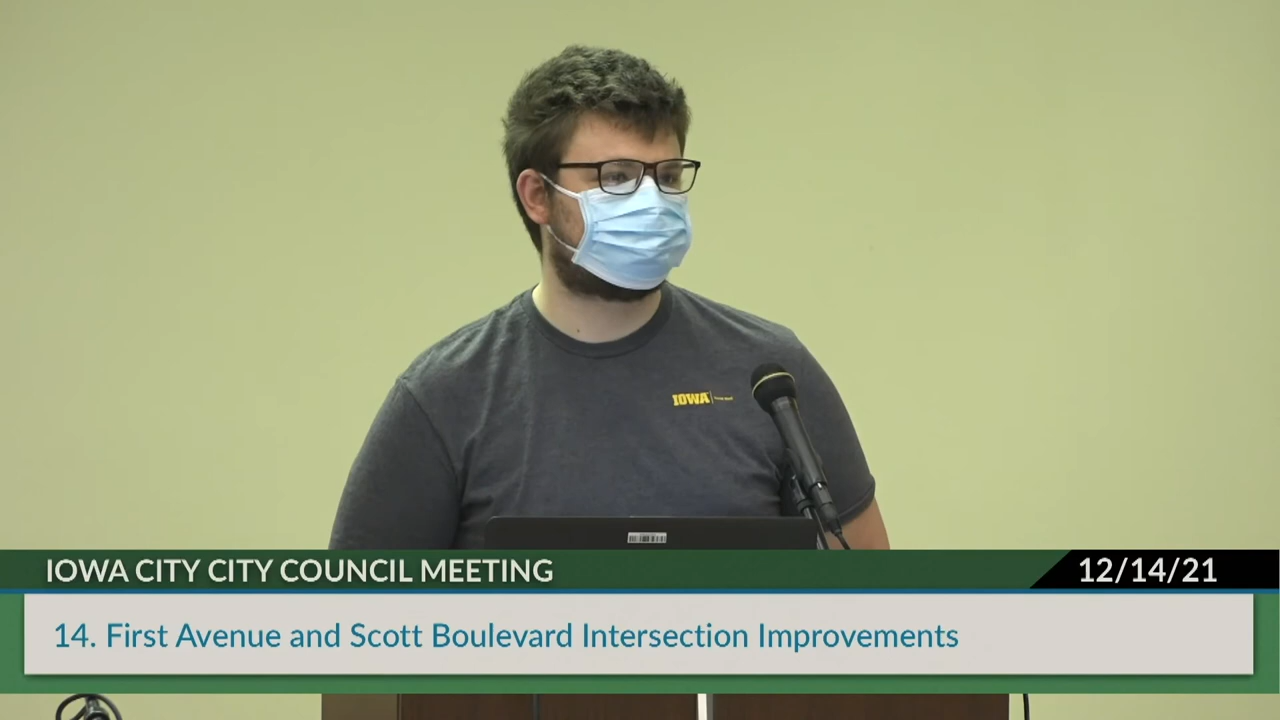 IOWA
IOWA CITY CITY COUNCIL MEETING
12/14/21
14. First Avenue and Scott Boulevard Intersection Improvements